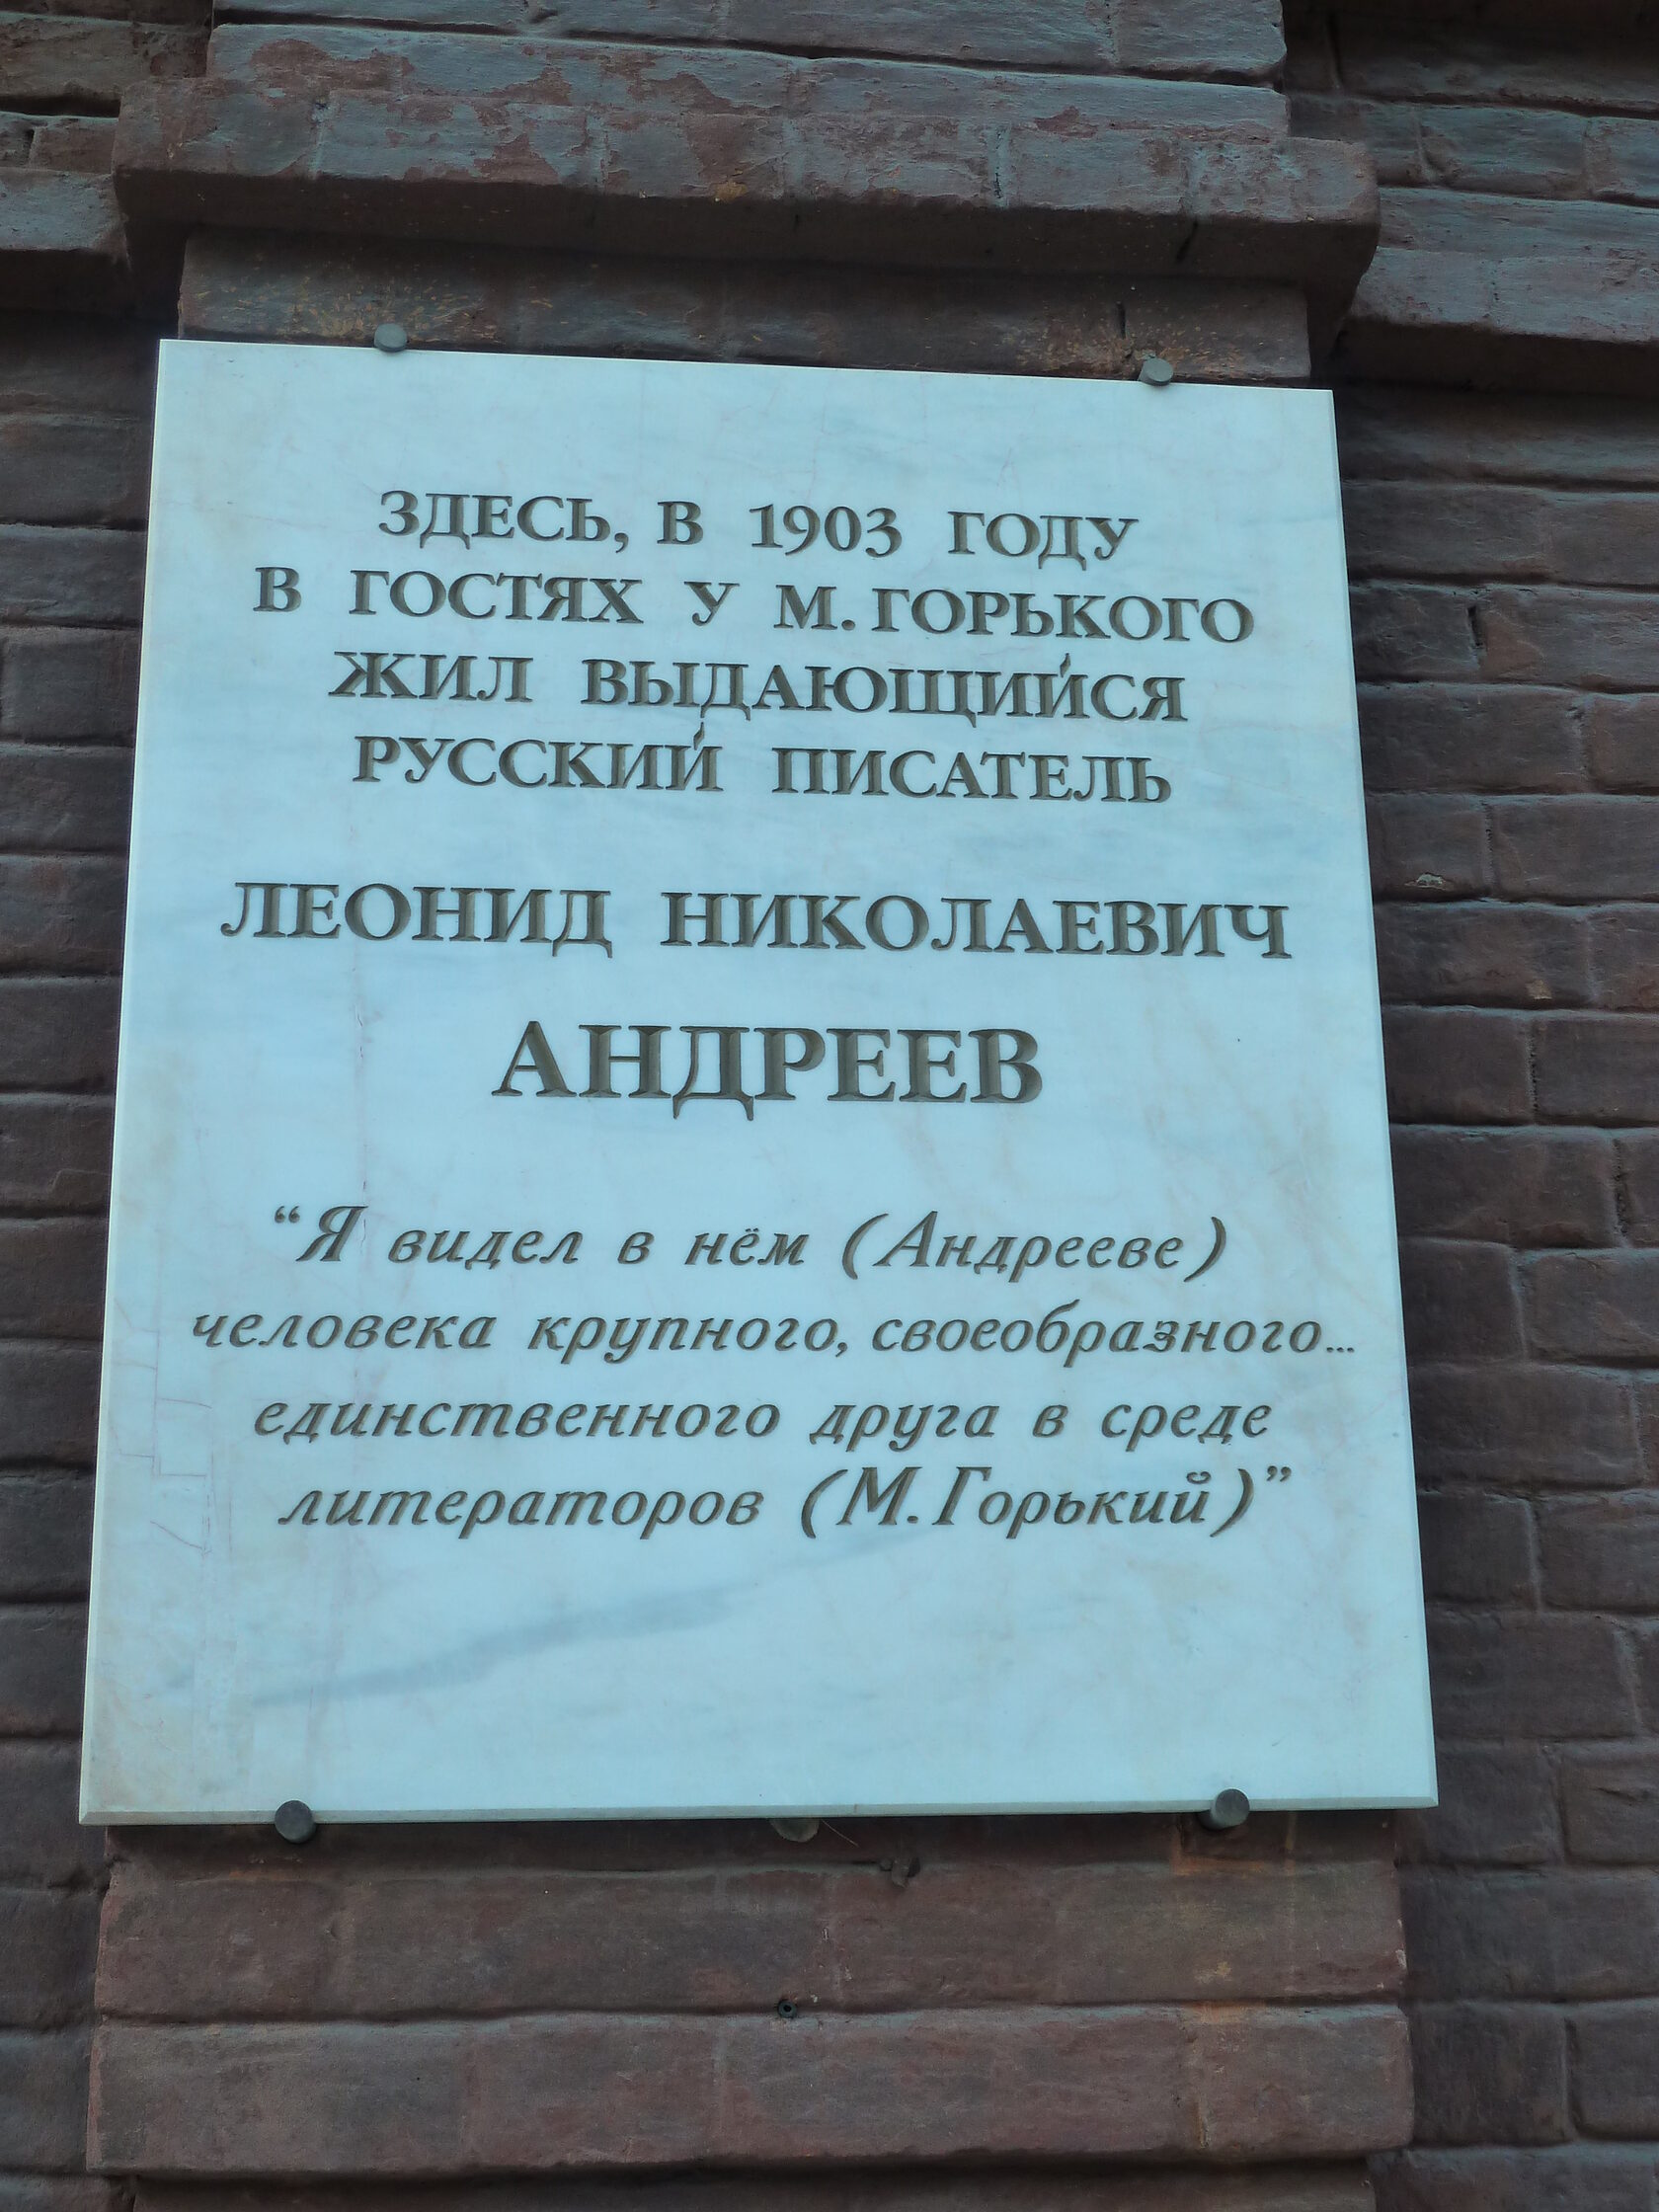 ЗДЕСЬ, В 1903 ГОДУ
В ГОСТЯХ У М. ГОРЬКОГО
ЖИЛ ВЫДАЮЩИЙСЯ
РУССКИЙ ПИСАТЕЛЬ
ЛЕОНИД НИКОЛАЕВИЧ
АНДРЕЕВ
“Я видел в нём (Андрееве)
человека крупного, своеобразного...
единственного друга в среде
литераторов (М. Горький)”